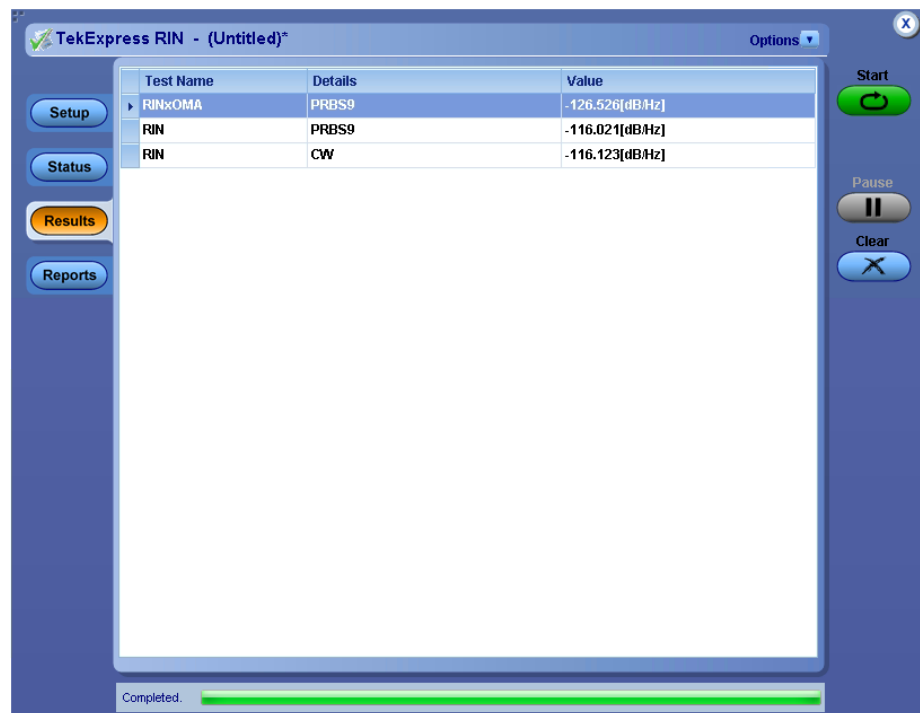 TekExpress RIN - (Untitled)*
Options
X
Setup
Status
Results
Reports
Test Name Details Value
RINxOMA PRBS9 -126.526[dB/Hz]
RIN PRBS9 -116.021[dB/Hz]
RIN CW -116.123[dB/Hz]
Start
Pause
Clear
Completed.